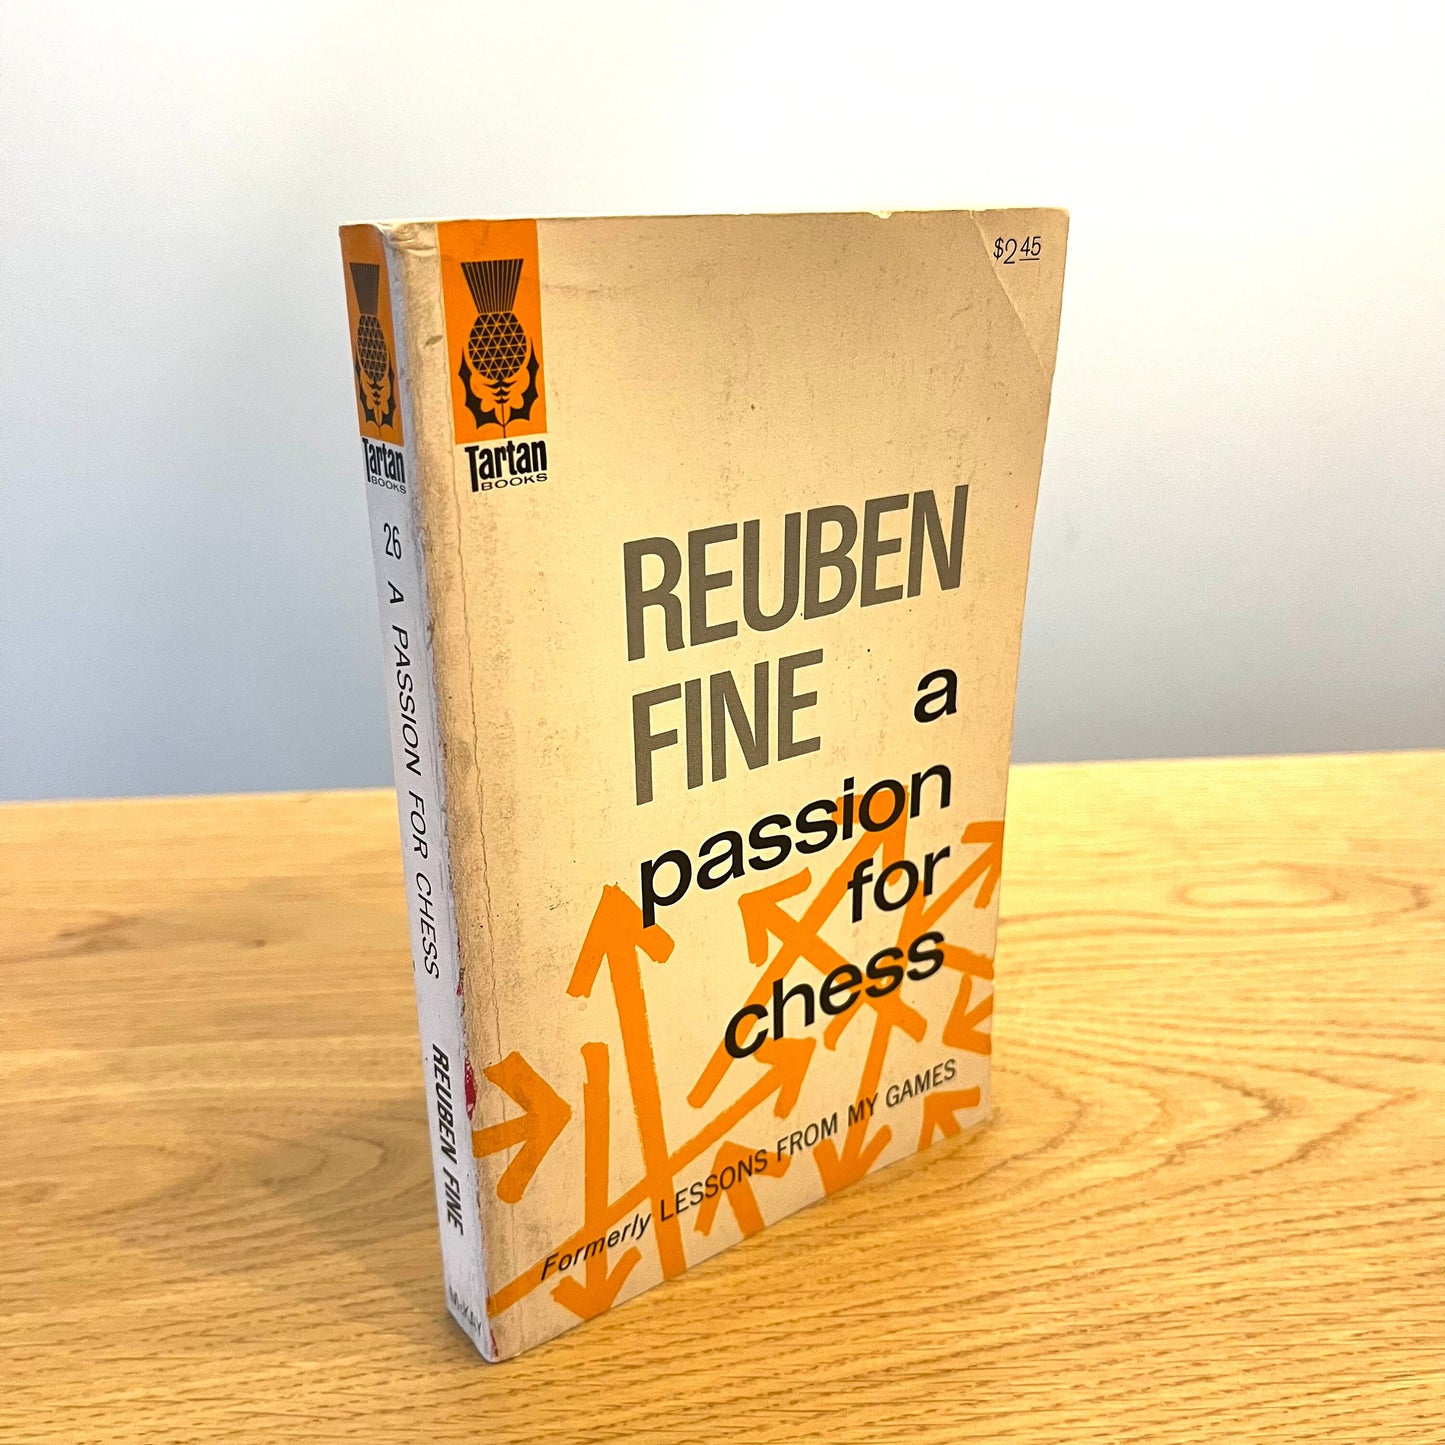 Tartan
BOOKS
26 A PASSION FOR CHESS REUBEN FINE McKAY
Tartan
BOOKS
$2.45
REUBEN
FINE
a
passion
for
chess
Formerly LESSONS FROM MY GAMES